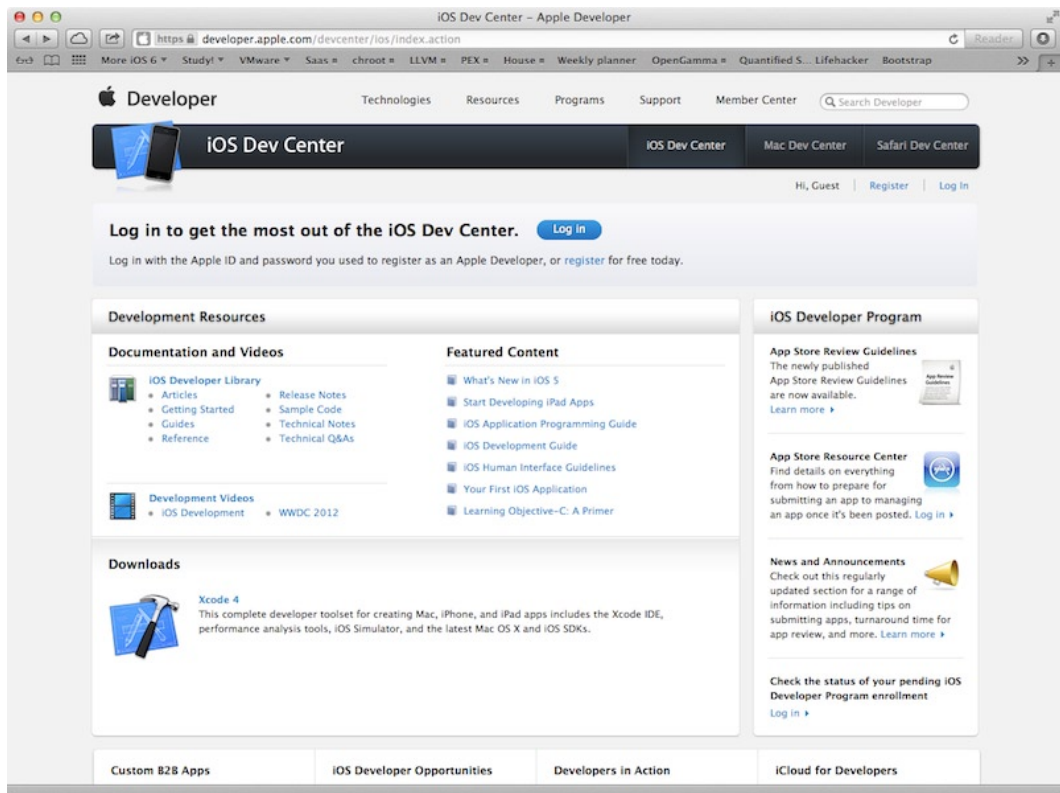 iOS Dev Center – Apple Developer
https developer.apple.com/devcenter/ios/index.action
Reader
More iOS 6 Study! VMware Saas chroot LLVM PEX House Weekly planner OpenGamma Quantified S... Lifehacker Bootstrap
Developer
Technologies Resources Programs Support Member Center Search Developer
iOS Dev Center
iOS Dev Center Mac Dev Center Safari Dev Center
Hi, Guest Register Log In
Log in to get the most out of the iOS Dev Center. Log in
Log in with the Apple ID and password you used to register as an Apple Developer, or register for free today.
Development Resources
Documentation and Videos
iOS Developer Library
Articles
Getting Started
Guides
Reference
Release Notes
Sample Code
Technical Notes
Technical Q&As
Development Videos
iOS Development
WWDC 2012
Featured Content
What's New in iOS 5
Start Developing iPad Apps
iOS Application Programming Guide
iOS Development Guide
iOS Human Interface Guidelines
Your First iOS Application
Learning Objective-C: A Primer
Downloads
Xcode 4
This complete developer toolset for creating Mac, iPhone, and iPad apps includes the Xcode IDE,
performance analysis tools, iOS Simulator, and the latest Mac OS X and iOS SDKs.
iOS Developer Program
App Store Review Guidelines
The newly published
App Store Review Guidelines
are now available.
Learn more
App Review
Guidelines
App Store Resource Center
Find details on everything
from how to prepare for
submitting an app to managing
an app once it's been posted. Log in
News and Announcements
Check out this regularly
updated section for a range of
information including tips on
submitting apps, turnaround time for
app review, and more. Learn more
Check the status of your pending iOS
Developer Program enrollment
Log in
Custom B2B Apps
iOS Developer Opportunities
Developers in Action
iCloud for Developers